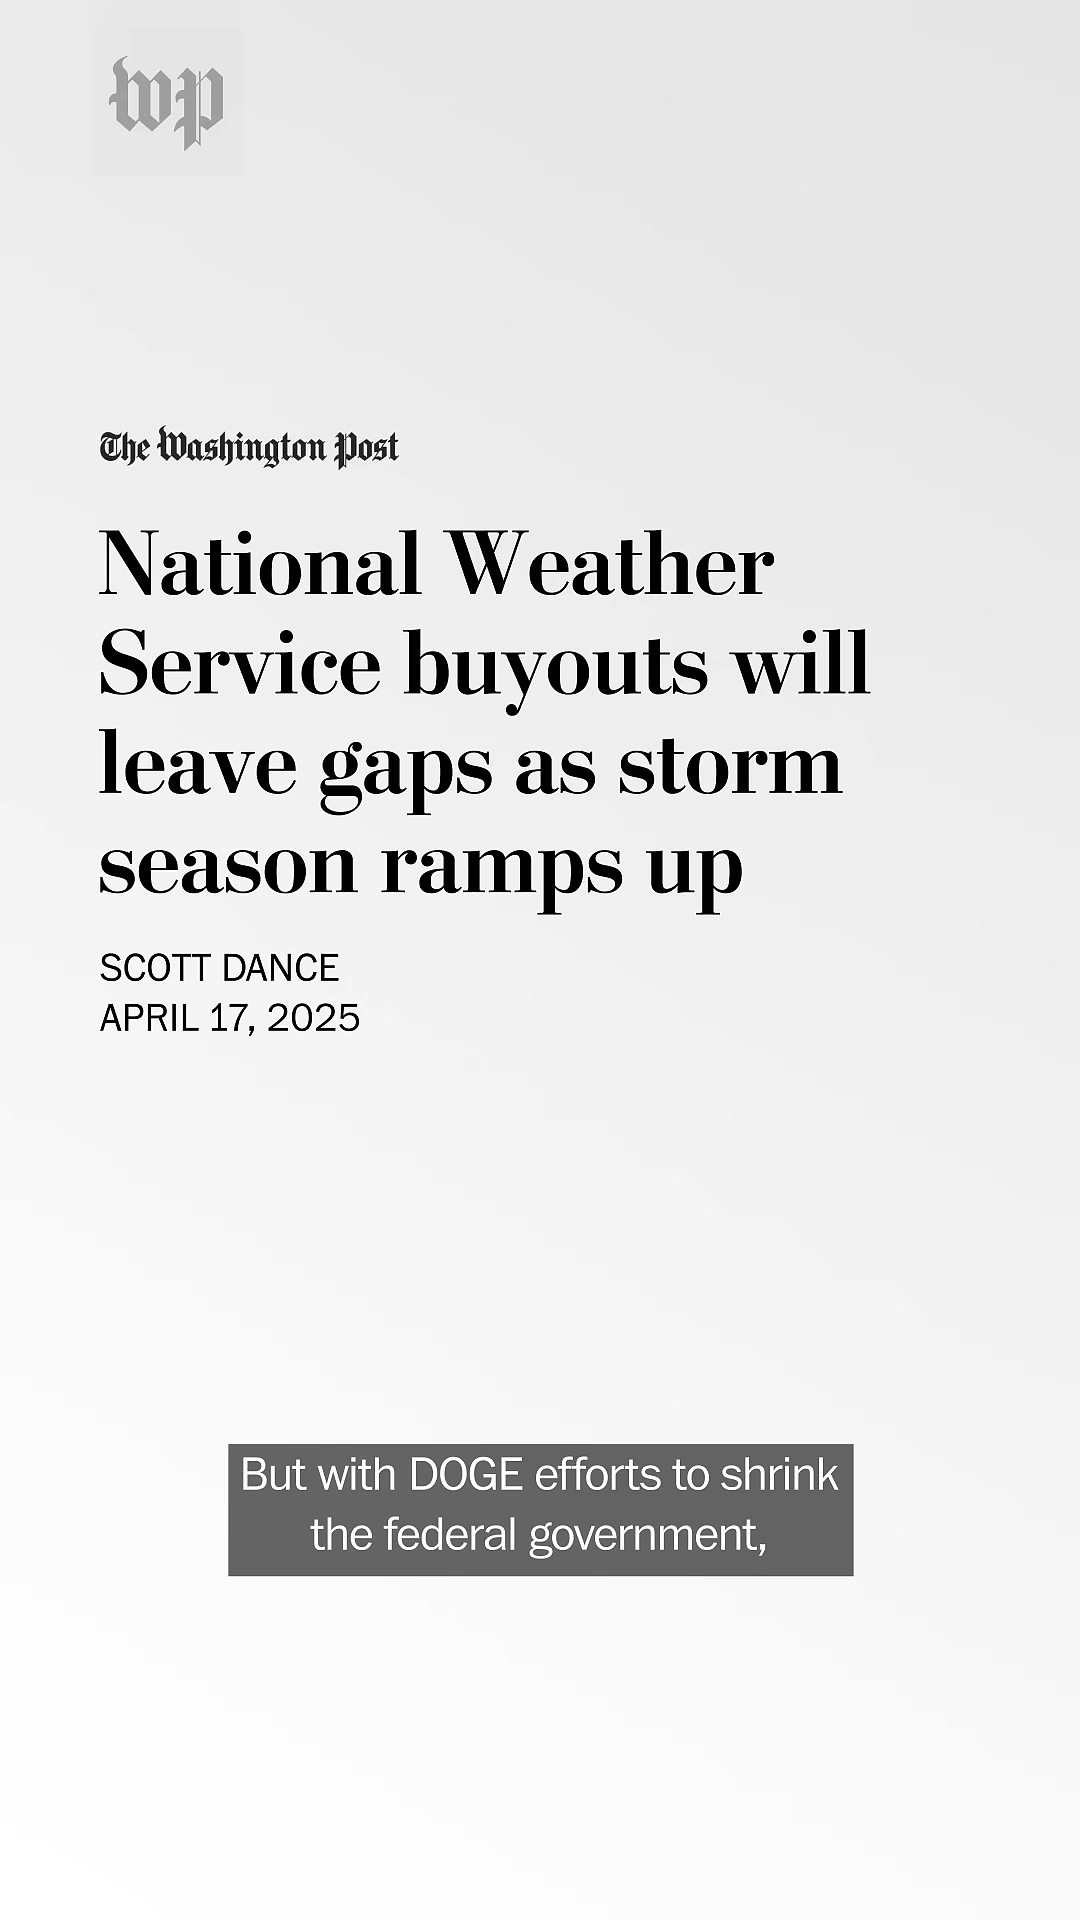 wp
The Washington Post
National Weather
Service buyouts will
leave gaps as storm
season ramps up
SCOTT DANCE
APRIL 17, 2025
But with DOGE efforts to shrink
the federal government,